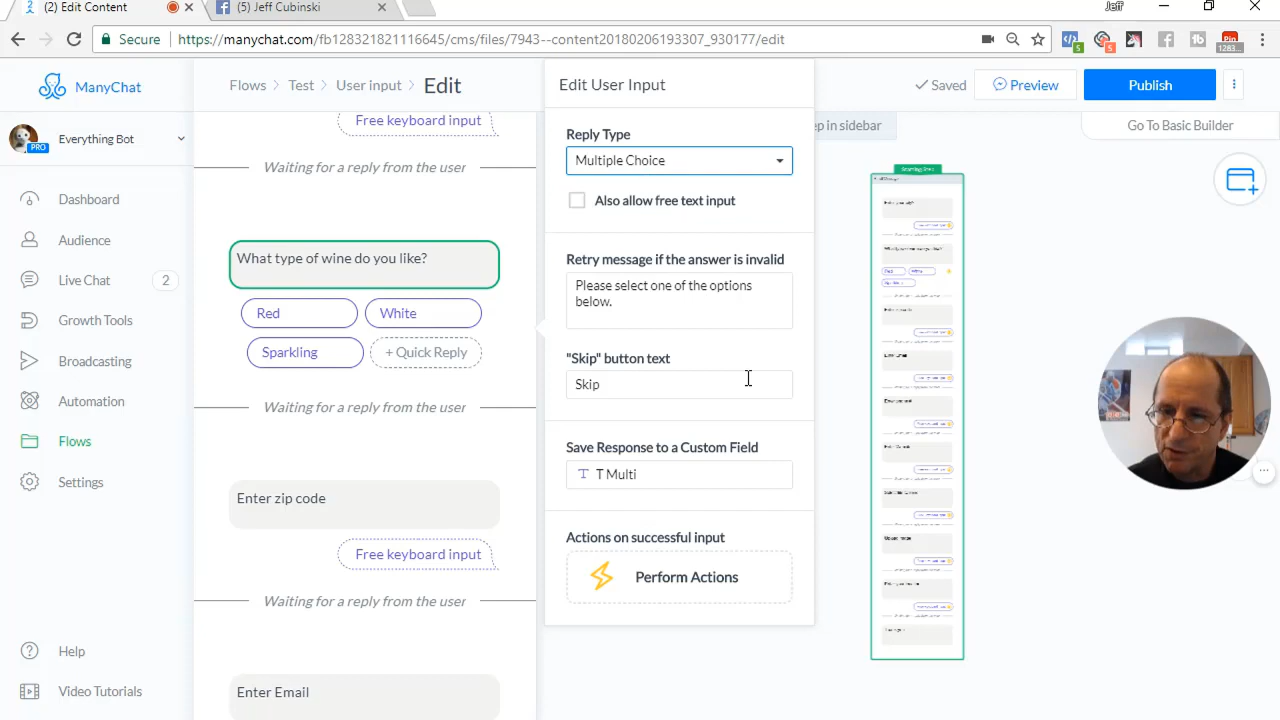 (2) Edit Content
Jeff Cubinski
Jeff
Secure
https://manychat.com/fb128321821116645/cms/files/7943--content20180206193307_930177/edit
5
5
1283...
ManyChat
Flows > Test > User input > Edit
Saved
Preview
Publish
Everything Bot
PRO
Dashboard
Audience
Live Chat
2
Growth Tools
Broadcasting
Automation
Flows
Settings
Help
Video Tutorials
Free keyboard input
Waiting for a reply from the user
What type of wine do you like?
Red
White
Sparkling
+ Quick Reply
Waiting for a reply from the user
Enter zip code
Free keyboard input
Waiting for a reply from the user
Enter Email
Edit User Input
Reply Type
Multiple Choice
Also allow free text input
Retry message if the answer is invalid
Please select one of the options
below.
"Skip" button text
Skip
Save Response to a Custom Field
T T Multi
Actions on successful input
Perform Actions
ep in sidebar
Go To Basic Builder